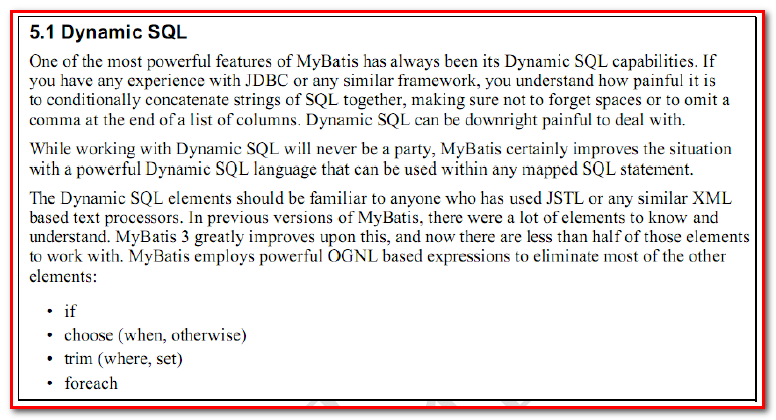 5.1 Dynamic SQL
One of the most powerful features of MyBatis has always been its Dynamic SQL capabilities. If
you have any experience with JDBC or any similar framework, you understand how painful it is
to conditionally concatenate strings of SQL together, making sure not to forget spaces or to omit a
comma at the end of a list of columns. Dynamic SQL can be downright painful to deal with.
While working with Dynamic SQL will never be a party, MyBatis certainly improves the situation
with a powerful Dynamic SQL language that can be used within any mapped SQL statement.
The Dynamic SQL elements should be familiar to anyone who has used JSTL or any similar XML
based text processors. In previous versions of MyBatis, there were a lot of elements to know and
understand. MyBatis 3 greatly improves upon this, and now there are less than half of those elements
to work with. MyBatis employs powerful OGNL based expressions to eliminate most of the other
elements:
• if
• choose (when, otherwise)
• trim (where, set)
• foreach